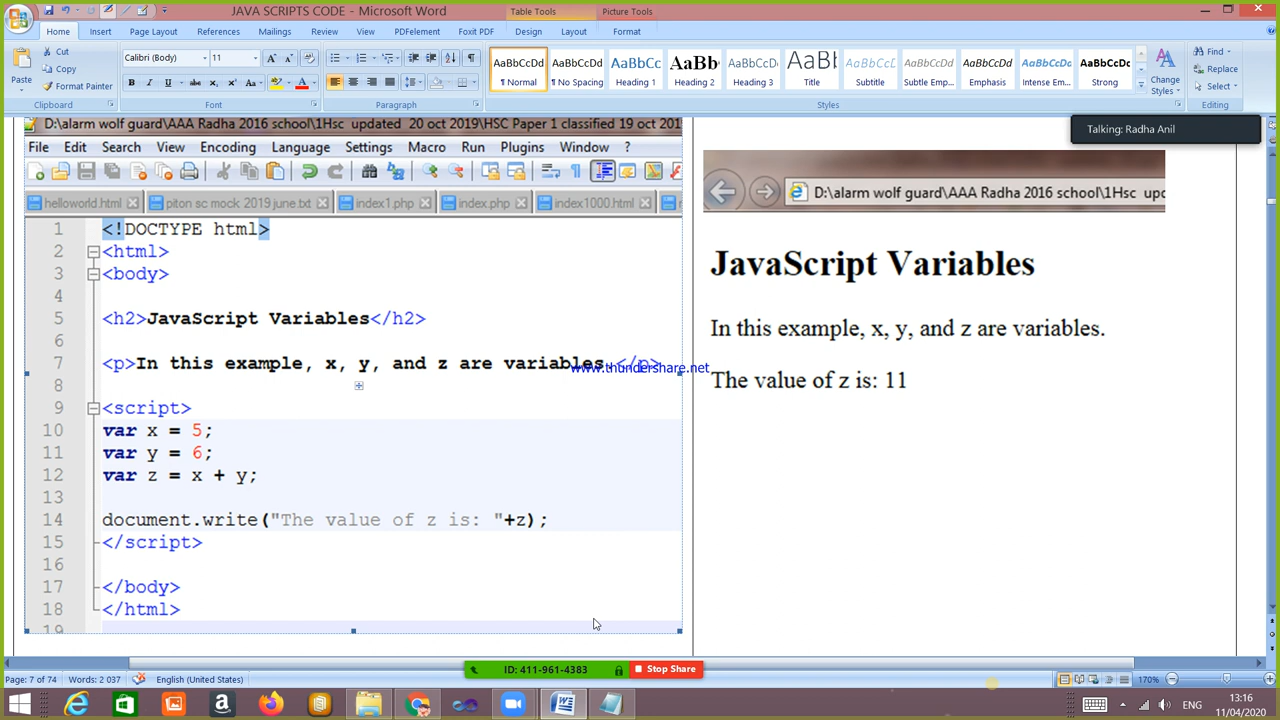 JAVA SCRIPTS CODE - Microsoft Word
Table Tools
Picture Tools
Home
Insert
Page Layout
References
Mailings
Review
View
PDFelement
Foxit PDF
Design
Layout
Format
Paste
Cut
Copy
Format Painter
Clipboard
Calibri (Body)
11
Font
Paragraph
AaBbCcDd
¶ Normal
AaBbCcDd
¶ No Spacing
AaBbCc
Heading 1
AaBb
Heading 2
AaBbCcDd
Heading 3
AaBb
Title
AaBbCcDd
Subtitle
AaBbCcDd
Subtle Emp...
AaBbCcDd
Emphasis
AaBbCcDd
Intense Em...
AaBbCcDd
Strong
Change Styles
Styles
Find
Replace
Select
Editing
Talking: Radha Anil
D:\alarm wolf guard\AAA Radha 2016 school\1Hsc updated 20 oct 2019\HSC Paper 1 classified 19 oct 201
File Edit Search View Encoding Language Settings Macro Run Plugins Window ?
helloworld.html
piton sc mock 2019 june.txt
index1.php
index.php
index1000.html
1 <!DOCTYPE html>
2 <html>
3 <body>
4
5 <h2>JavaScript Variables</h2>
6
7 <p>In this example, x, y, and z are variables.</p>
www.thundershare.net
8
9 <script>
10 var x = 5;
11 var y = 6;
12 var z = x + y;
13
14 document.write("The value of z is: "+z);
15 </script>
16
17 </body>
18 </html>
19
D:\alarm wolf guard\AAA Radha 2016 school\1Hsc upd
JavaScript Variables
In this example, x, y, and z are variables.
The value of z is: 11
ID: 411-961-4383
Stop Share
Page: 7 of 74
Words: 2 037
English (United States)
170%
ENG
13:16
11/04/2020